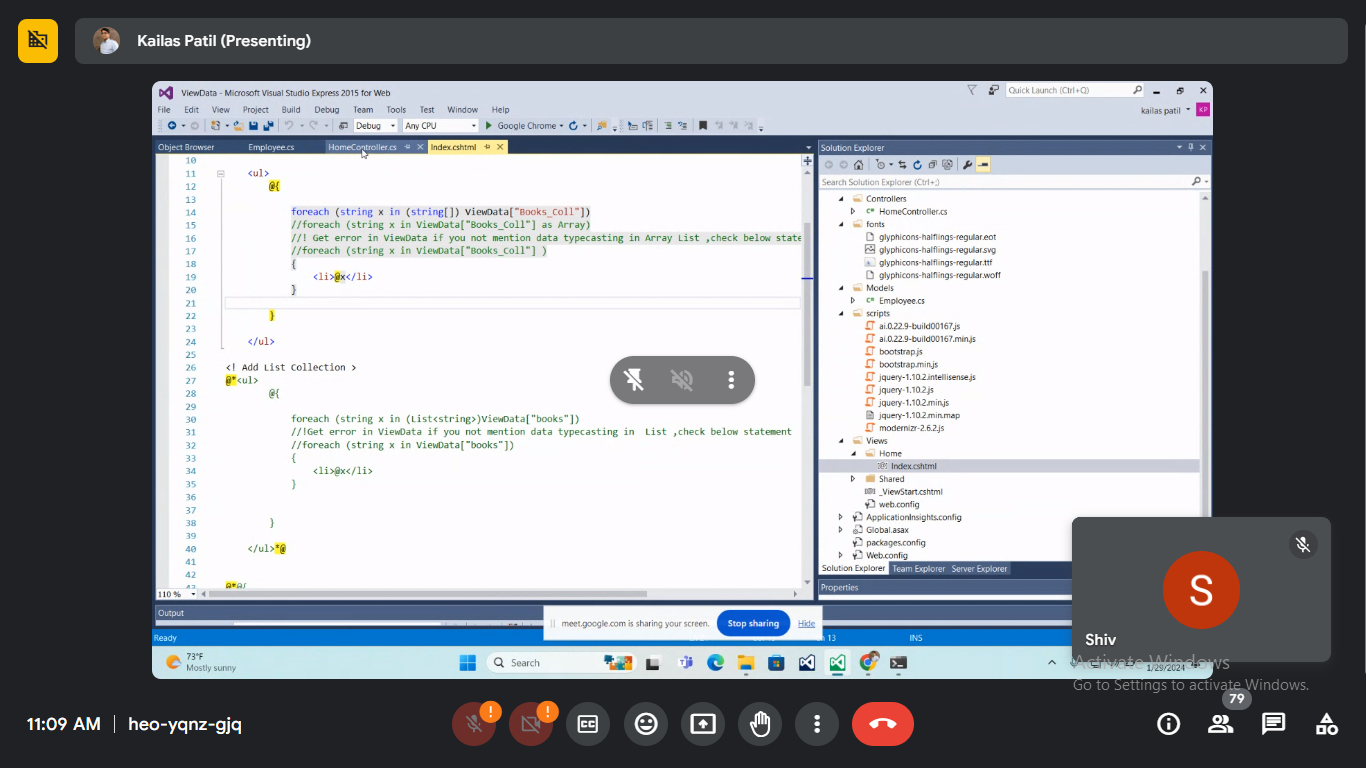 Kailas Patil (Presenting)
ViewData - Microsoft Visual Studio Express 2015 for Web
Quick Launch (Ctrl+Q)
File Edit View Project Build Debug Team Tools Test Window Help
kailas patil KP
Debug Any CPU Google Chrome
Object Browser Employee.cs HomeController.cs Index.cshtml
10
11 <ul>
12 @{
13
14 foreach (string x in (string[]) ViewData["Books_Coll"])
15 //foreach (string x in ViewData["Books_Coll"] as Array)
16 //! Get error in ViewData if you not mention data typecasting in Array List ,check below state
17 //foreach (string x in ViewData["Books_Coll"] )
18 {
19 <li>@x</li>
20 }
21
22 }
23
24 </ul>
25
26 <! Add List Collection >
27 @*<ul>
28 @{
29
30 foreach (string x in (List<string>)ViewData["books"])
31 //!Get error in ViewData if you not mention data typecasting in  List ,check below statement
32 //foreach (string x in ViewData["books"])
33 {
34 <li>@x</li>
35 }
36
37
38 }
39
40 </ul>*@
41
42
43 @*@{
110 %
Output
Solution Explorer
Search Solution Explorer (Ctrl+;)
Controllers
C# HomeController.cs
fonts
glyphicons-halflings-regular.eot
glyphicons-halflings-regular.svg
glyphicons-halflings-regular.ttf
glyphicons-halflings-regular.woff
Models
C# Employee.cs
scripts
ai.0.22.9-build00167.js
ai.0.22.9-build00167.min.js
bootstrap.js
bootstrap.min.js
jquery-1.10.2.intellisense.js
jquery-1.10.2.js
jquery-1.10.2.min.js
jquery-1.10.2.min.map
modernizr-2.6.2.js
Views
Home
Index.cshtml
Shared
_ViewStart.cshtml
web.config
ApplicationInsights.config
Global.asax
packages.config
Web.config
Solution Explorer Team Explorer Server Explorer
Properties
meet.google.com is sharing your screen. Stop sharing Hide
Ready
INS
73°F
Mostly sunny
Search
1/29/2024
S
Shiv
Activate Windows
Go to Settings to activate Windows.
11:09 AM | heo-yqnz-gjq
79